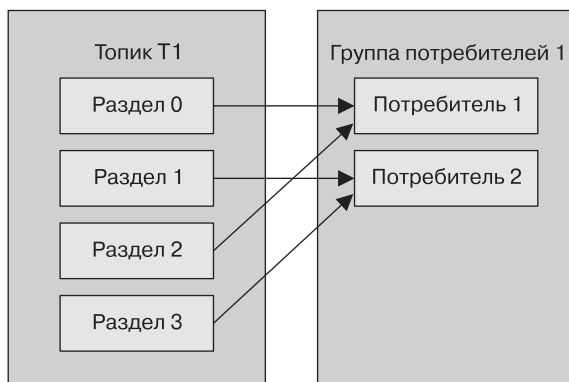 Топик T1
Раздел 0
Раздел 1
Раздел 2
Раздел 3
Группа потребителей 1
Потребитель 1
Потребитель 2